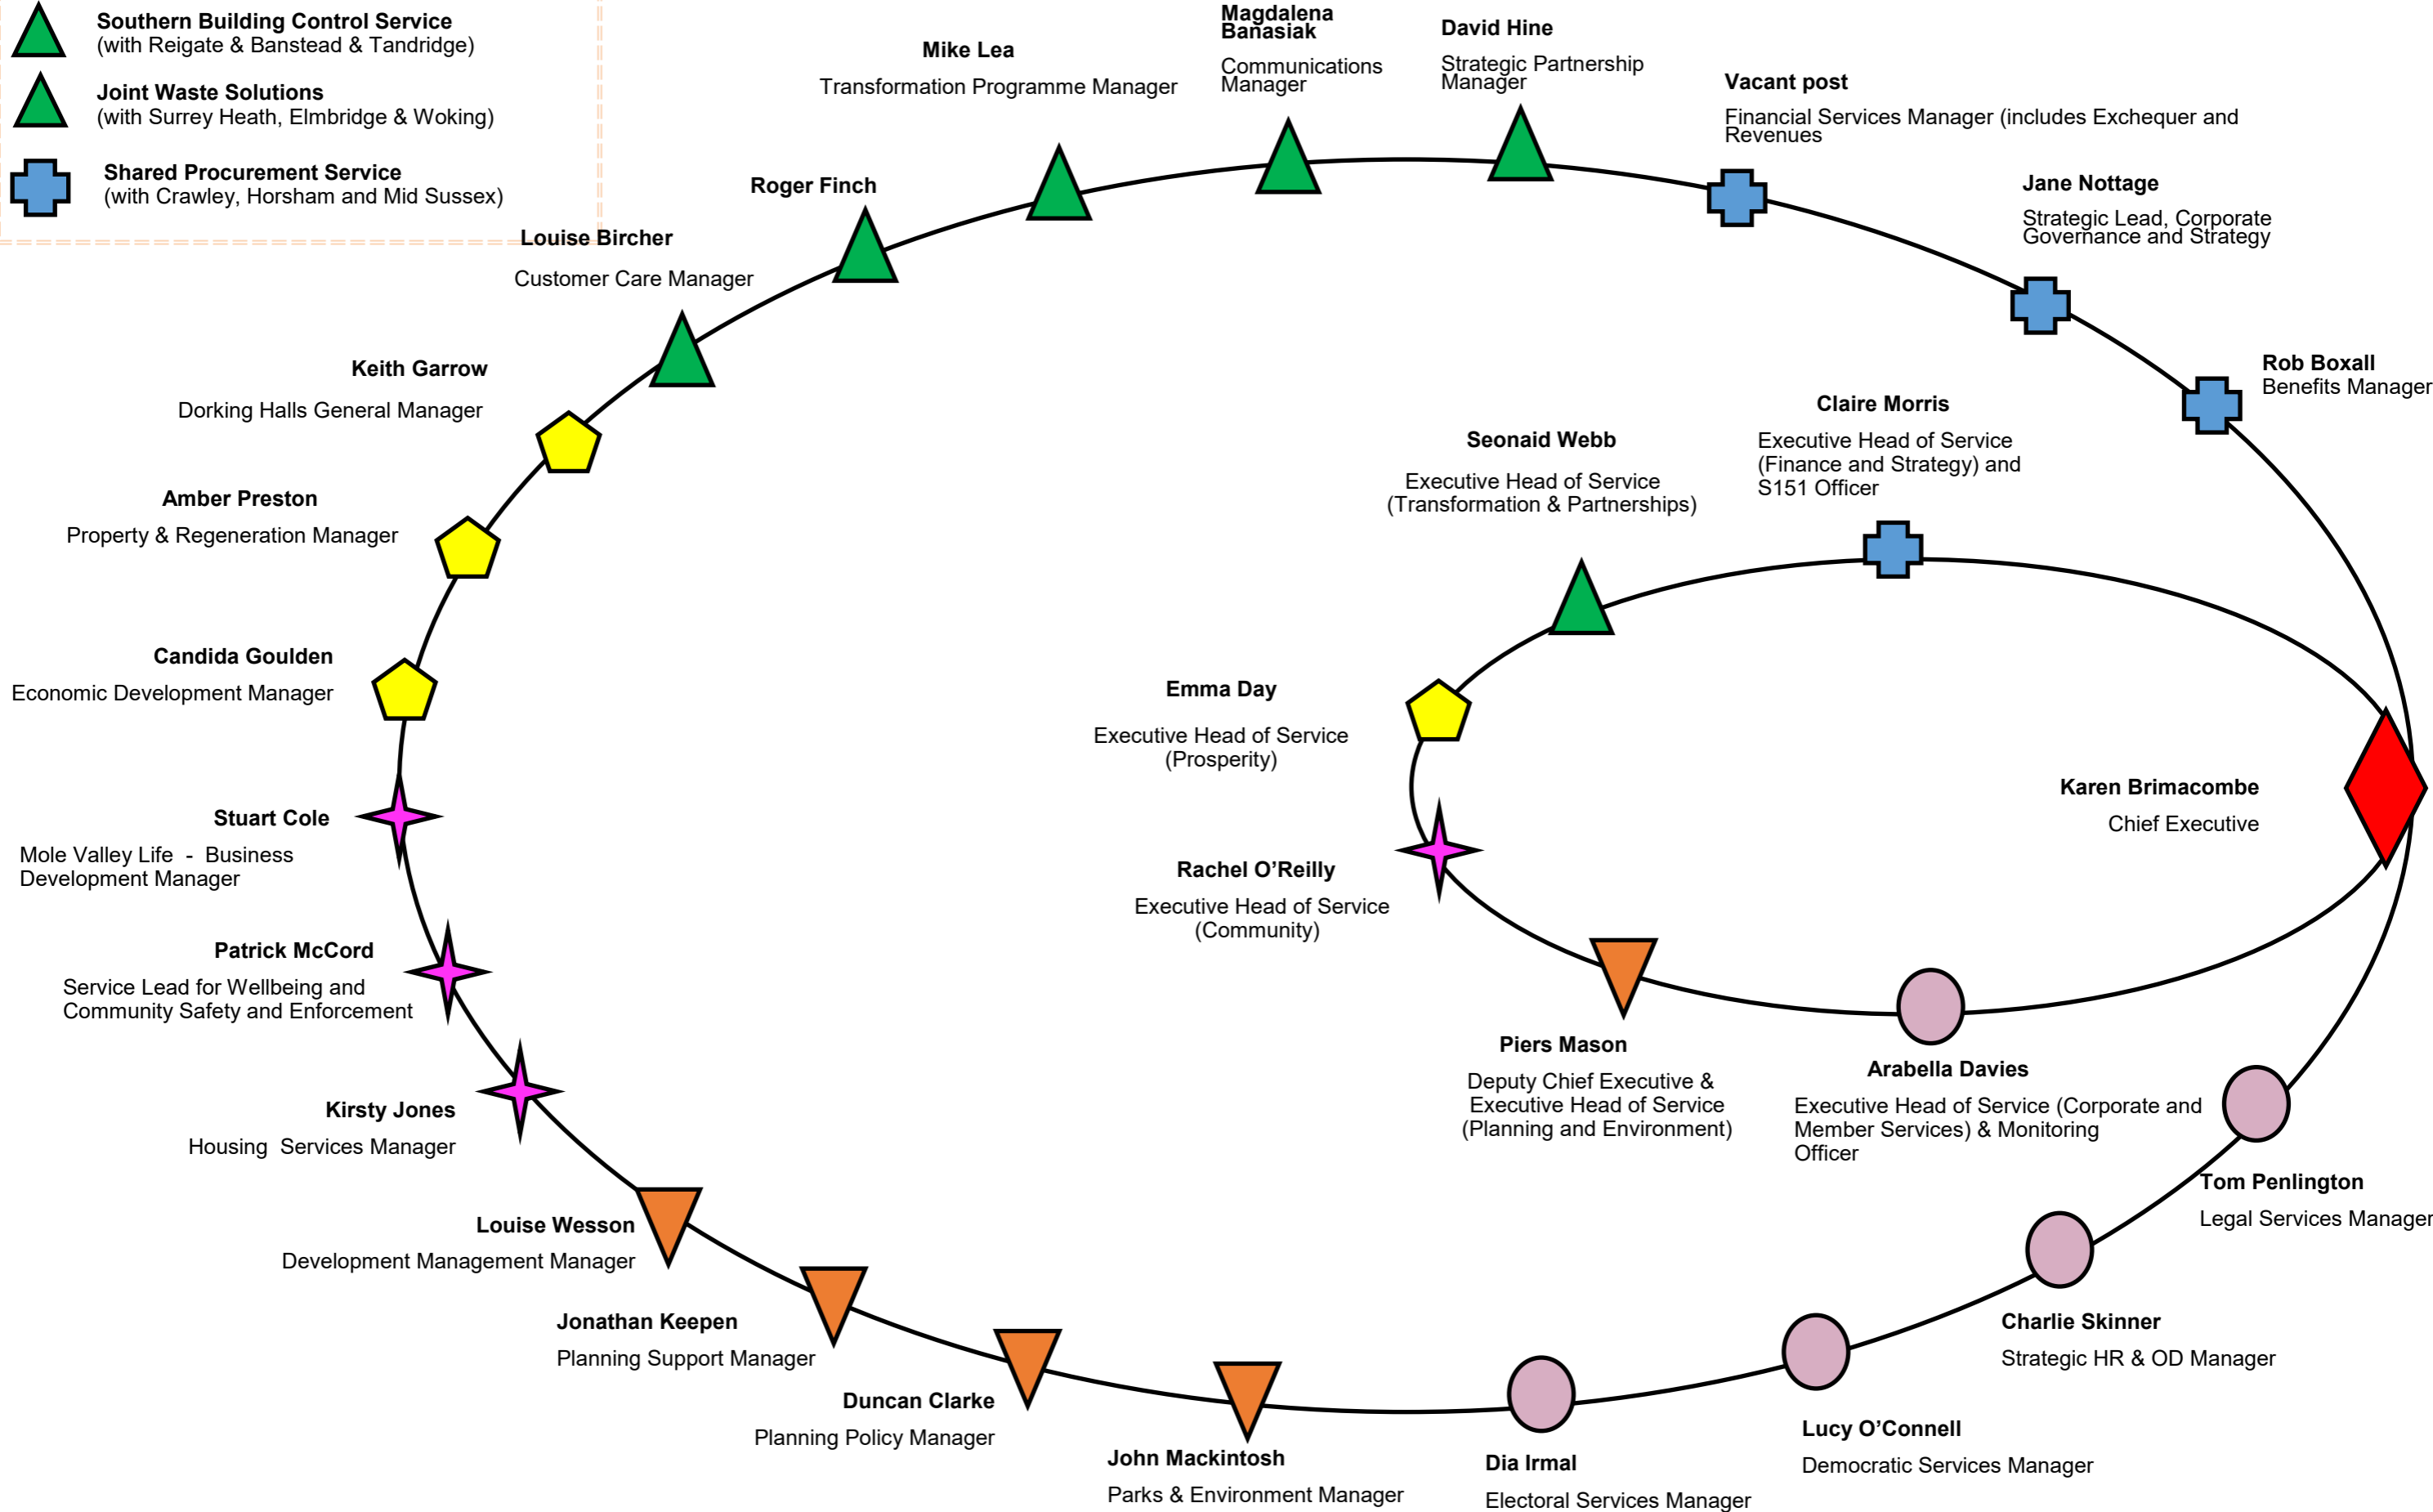 Southern Building Control Service
(with Reigate & Banstead & Tandridge)
Joint Waste Solutions
(with Surrey Heath, Elmbridge & Woking)
Shared Procurement Service
(with Crawley, Horsham and Mid Sussex)
Magdalena
Banasiak
Communications
Manager
David Hine
Strategic Partnership
Manager
Mike Lea
Transformation Programme Manager
Vacant post
Financial Services Manager (includes Exchequer and
Revenues
Roger Finch
Jane Nottage
Strategic Lead, Corporate
Governance and Strategy
Louise Bircher
Customer Care Manager
Keith Garrow
Dorking Halls General Manager
Rob Boxall
Benefits Manager
Claire Morris
Executive Head of Service
(Finance and Strategy) and
S151 Officer
Seonaid Webb
Executive Head of Service
(Transformation & Partnerships)
Amber Preston
Property & Regeneration Manager
Candida Goulden
Economic Development Manager
Emma Day
Executive Head of Service
(Prosperity)
Karen Brimacombe
Chief Executive
Stuart Cole
Mole Valley Life - Business
Development Manager
Rachel O’Reilly
Executive Head of Service
(Community)
Patrick McCord
Service Lead for Wellbeing and
Community Safety and Enforcement
Piers Mason
Deputy Chief Executive &
Executive Head of Service
(Planning and Environment)
Arabella Davies
Executive Head of Service (Corporate and
Member Services) & Monitoring
Officer
Kirsty Jones
Housing Services Manager
Tom Penlington
Legal Services Manager
Louise Wesson
Development Management Manager
Jonathan Keepen
Planning Support Manager
Charlie Skinner
Strategic HR & OD Manager
Duncan Clarke
Planning Policy Manager
Lucy O’Connell
Democratic Services Manager
John Mackintosh
Parks & Environment Manager
Dia Irmal
Electoral Services Manager